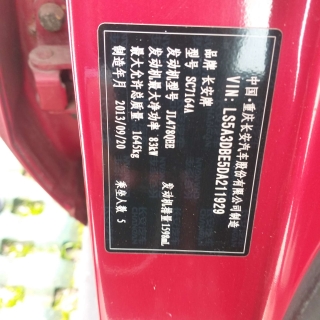 中国·重庆长安汽车股份有限公司制造
VIN: LS5A3DBE5DA211929
品牌 长安牌
型号 SC7164A
发动机型号 JL478QEE 发动机排量 1598mL
发动机最大净功率 83kW
最大允许总质量 1645kg
制造年月 2013/09/20 乘坐人数 5